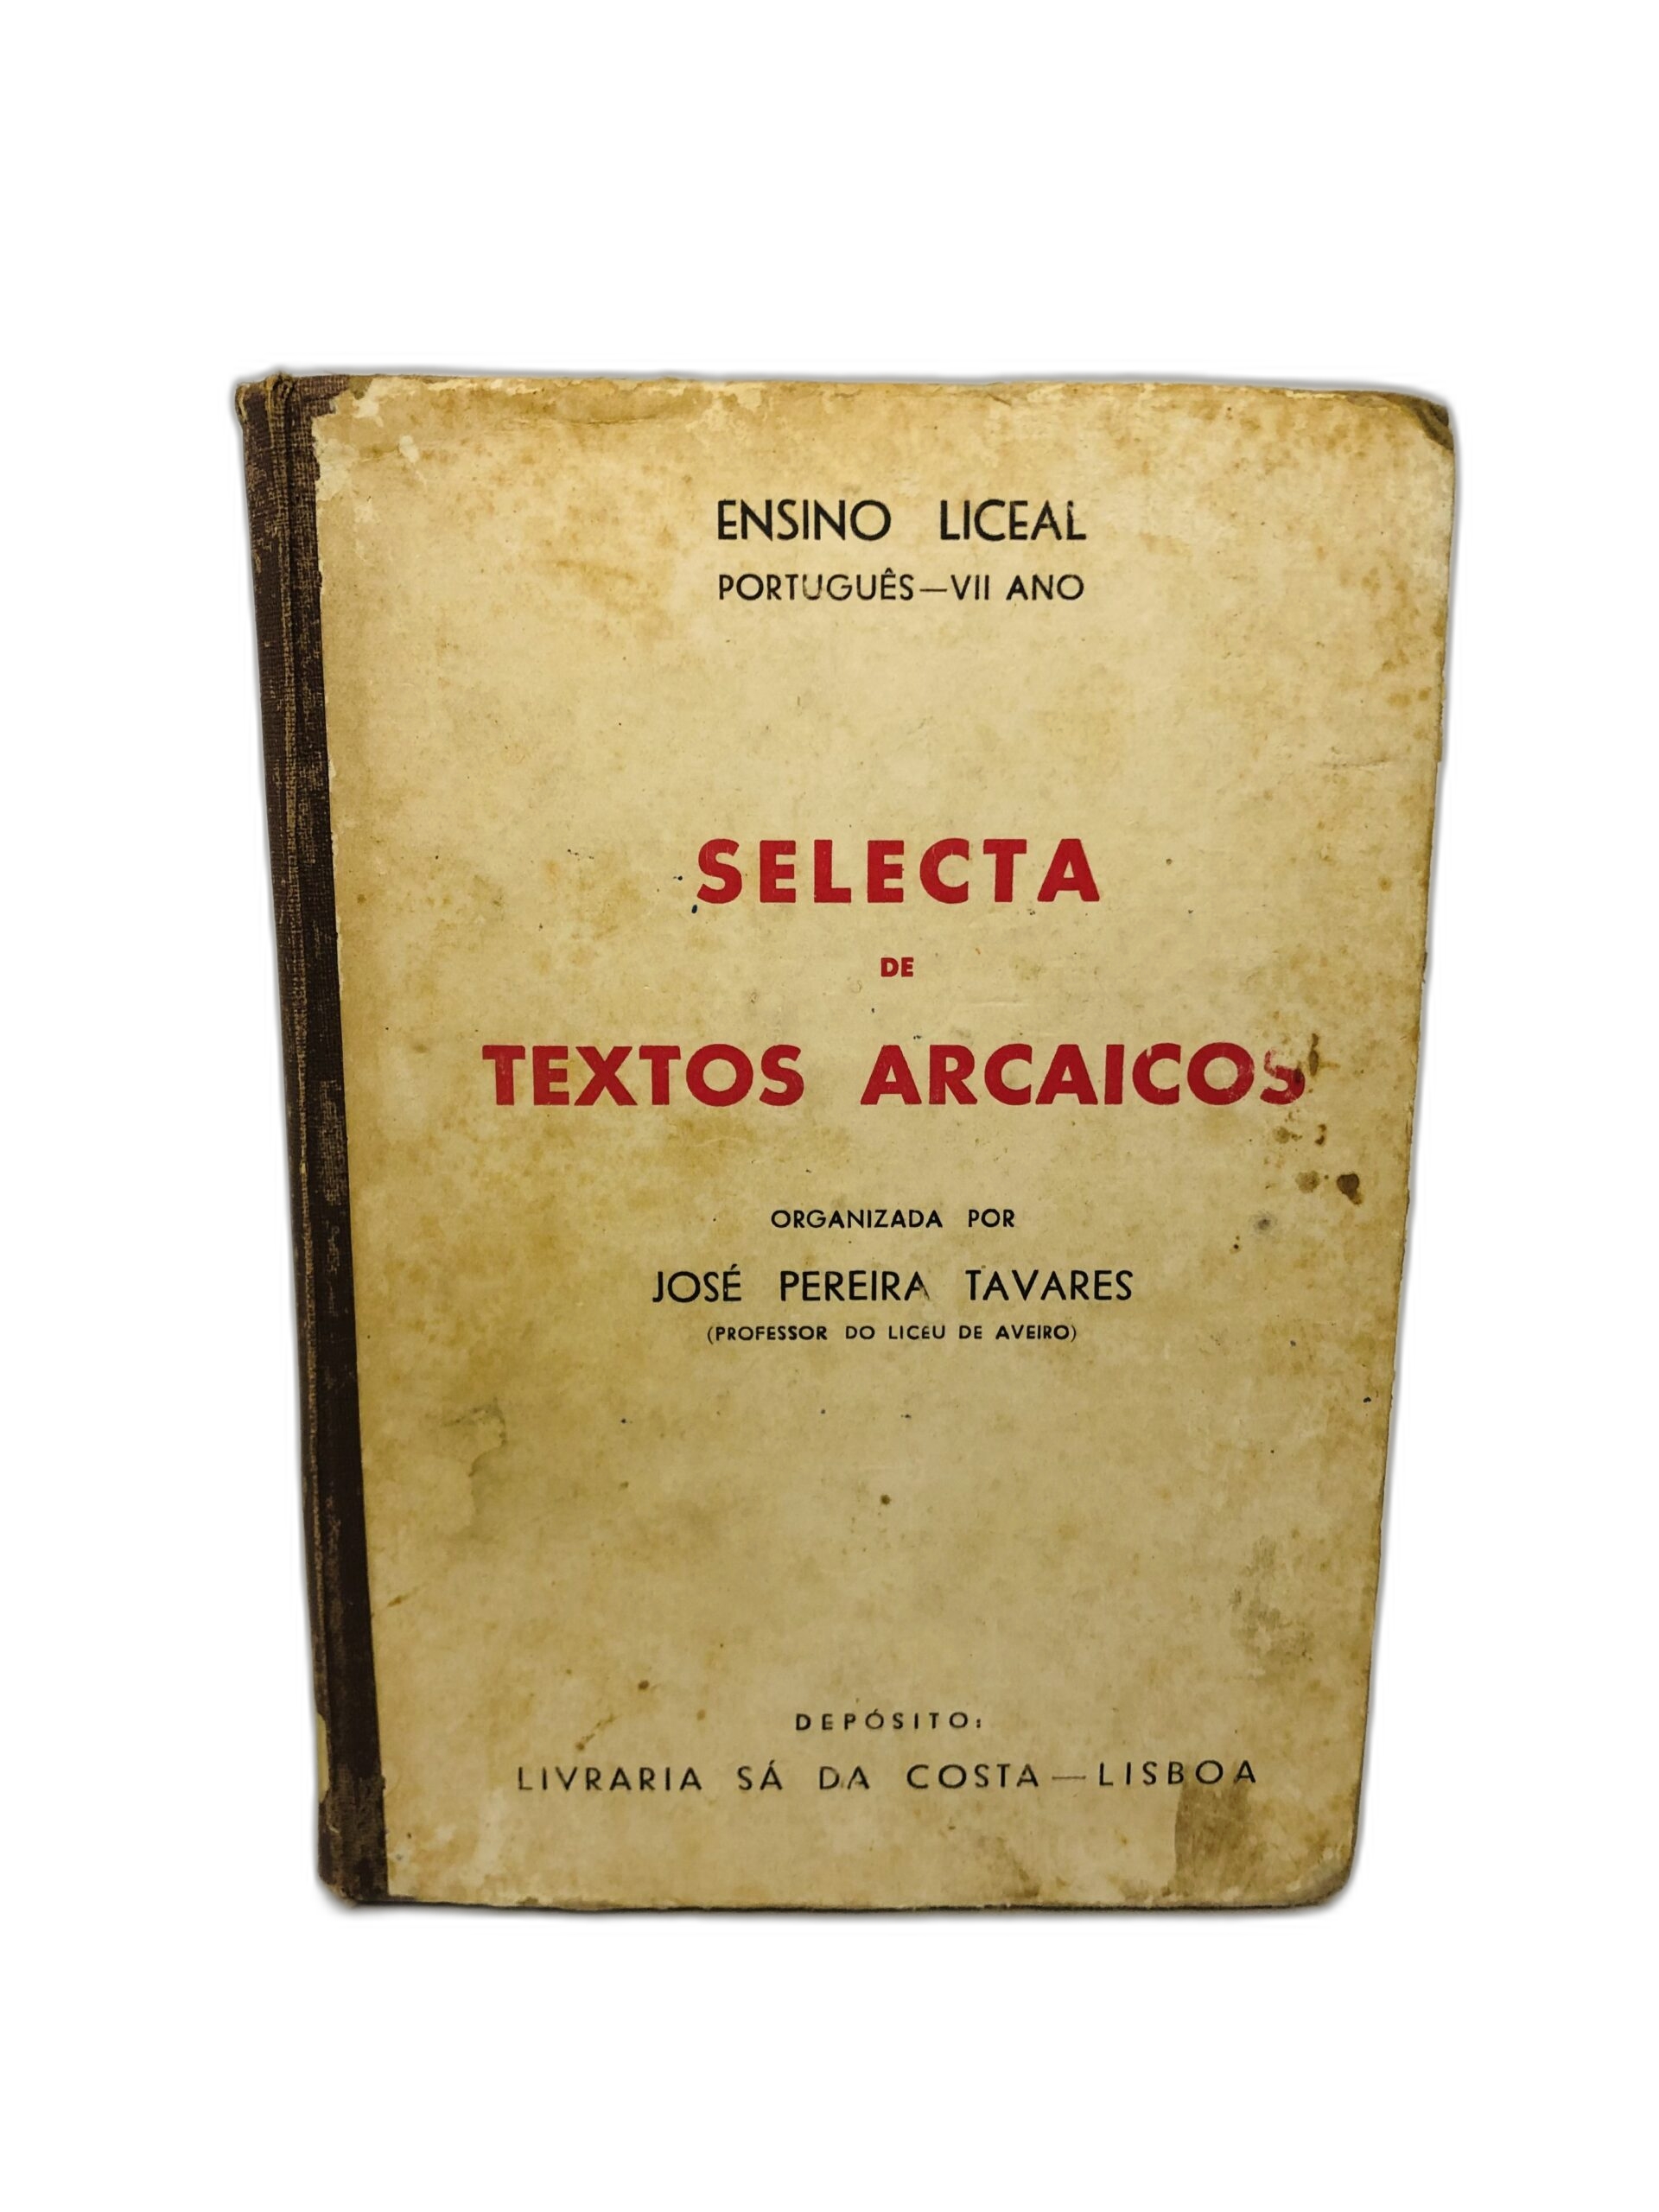 ENSINO LICEAL
PORTUGUÊS—VII ANO
SELECTA
DE
TEXTOS ARCAICOS
ORGANIZADA POR
JOSÉ PEREIRA TAVARES
(PROFESSOR DO LICEU DE AVEIRO)
DEPÓSITO:
LIVRARIA SÁ DA COSTA—LISBOA